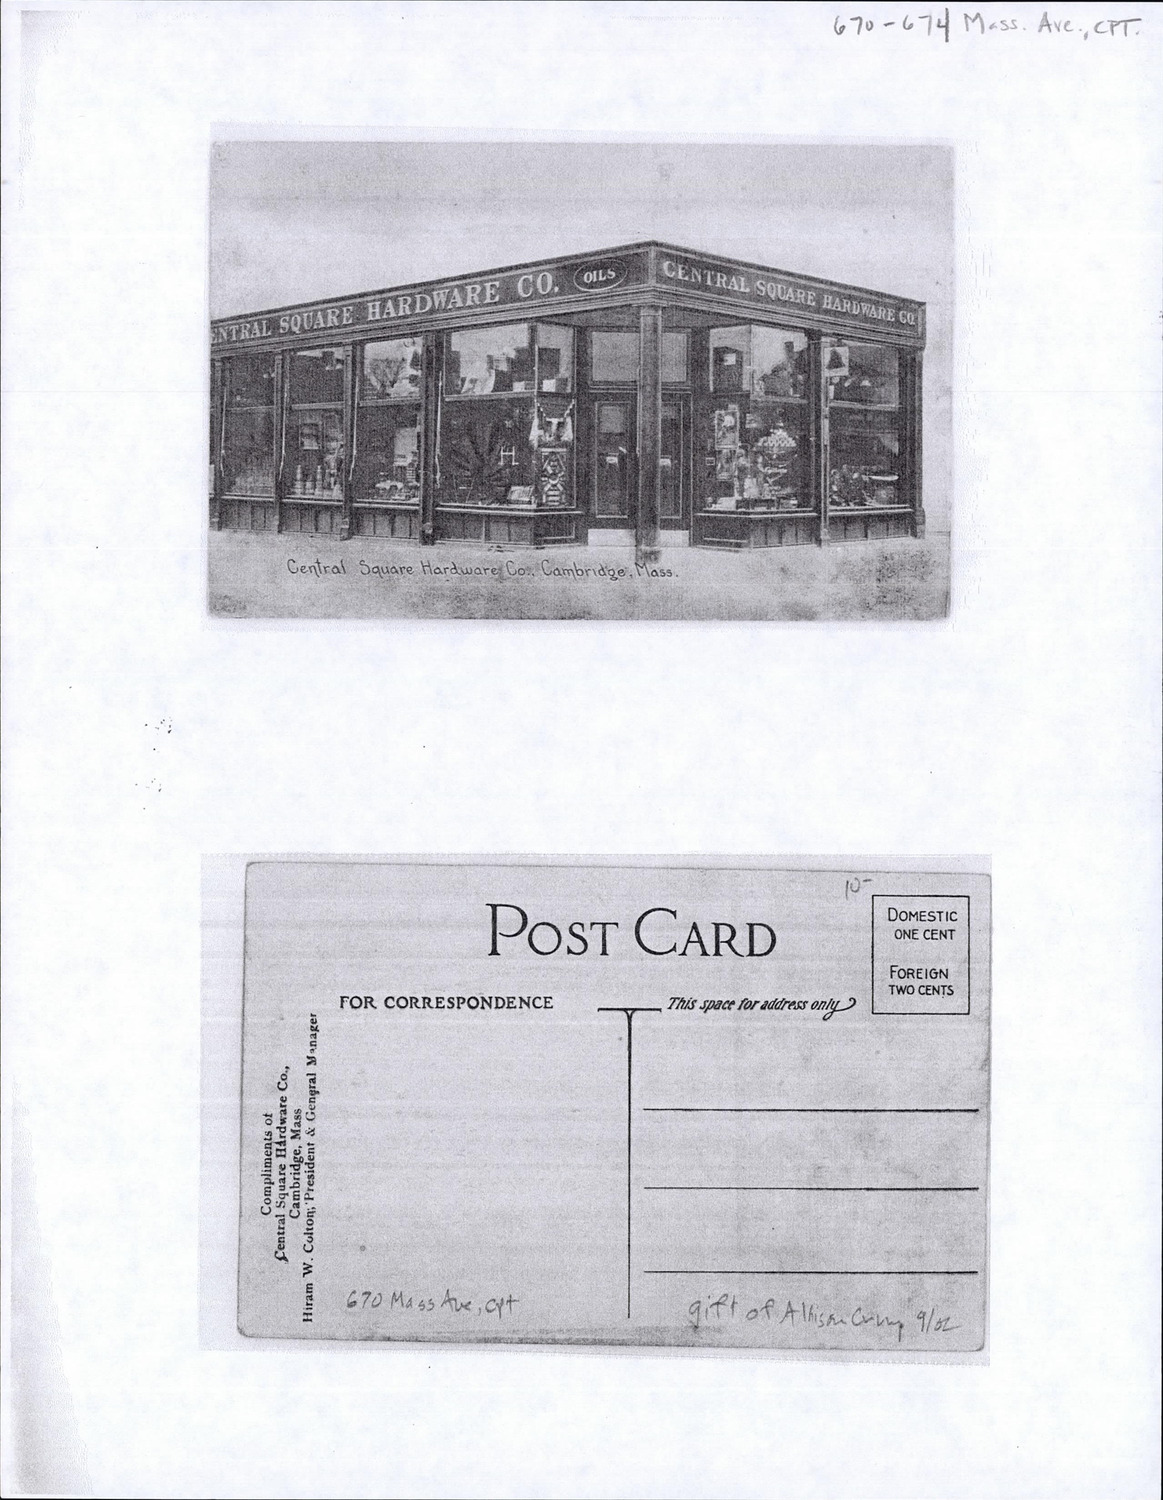 670-674 Mass. Ave., CPT.
ENTRAL SQUARE HARDWARE CO. OILS
CENTRAL SQUARE HARDWARE CO.
Central Square Hardware Co., Cambridge, Mass.
10-
POST CARD
DOMESTIC
ONE CENT
FOREIGN
TWO CENTS
FOR CORRESPONDENCE
This space for address only
Compliments of
Central Square Hardware Co.,
Cambridge, Mass
Hiram W. Colton, President & General Manager
670 Mass Ave, cpt
gift of Allison 9/02